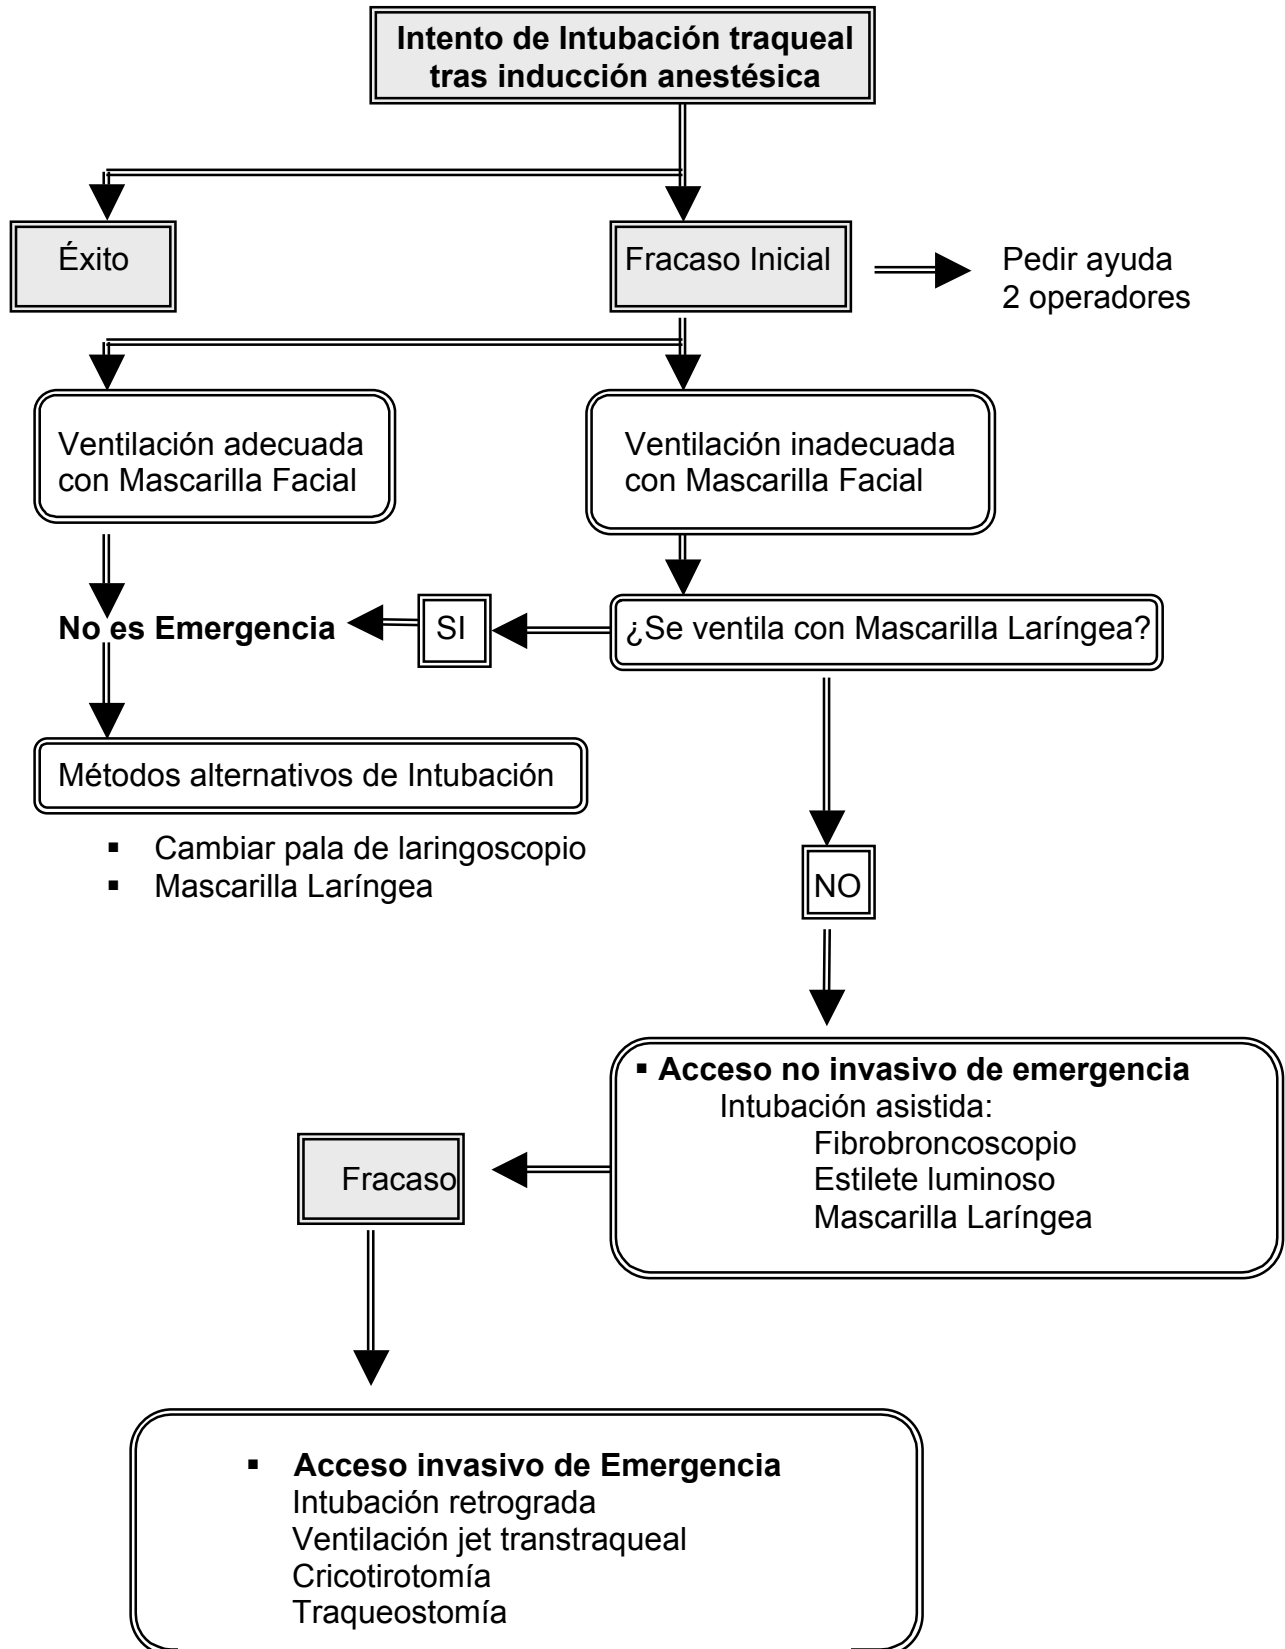 Intento de Intubación traqueal
tras inducción anestésica
Éxito
Fracaso Inicial
Pedir ayuda
2 operadores
Ventilación adecuada
con Mascarilla Facial
Ventilación inadecuada
con Mascarilla Facial
No es Emergencia
SI
¿Se ventila con Mascarilla Laríngea?
Métodos alternativos de Intubación
▪ Cambiar pala de laringoscopio
▪ Mascarilla Laríngea
NO
▪ Acceso no invasivo de emergencia
Intubación asistida:
Fibrobroncoscopio
Estilete luminoso
Mascarilla Laríngea
Fracaso
▪ Acceso invasivo de Emergencia
Intubación retrograda
Ventilación jet transtraqueal
Cricotirotomía
Traqueostomía